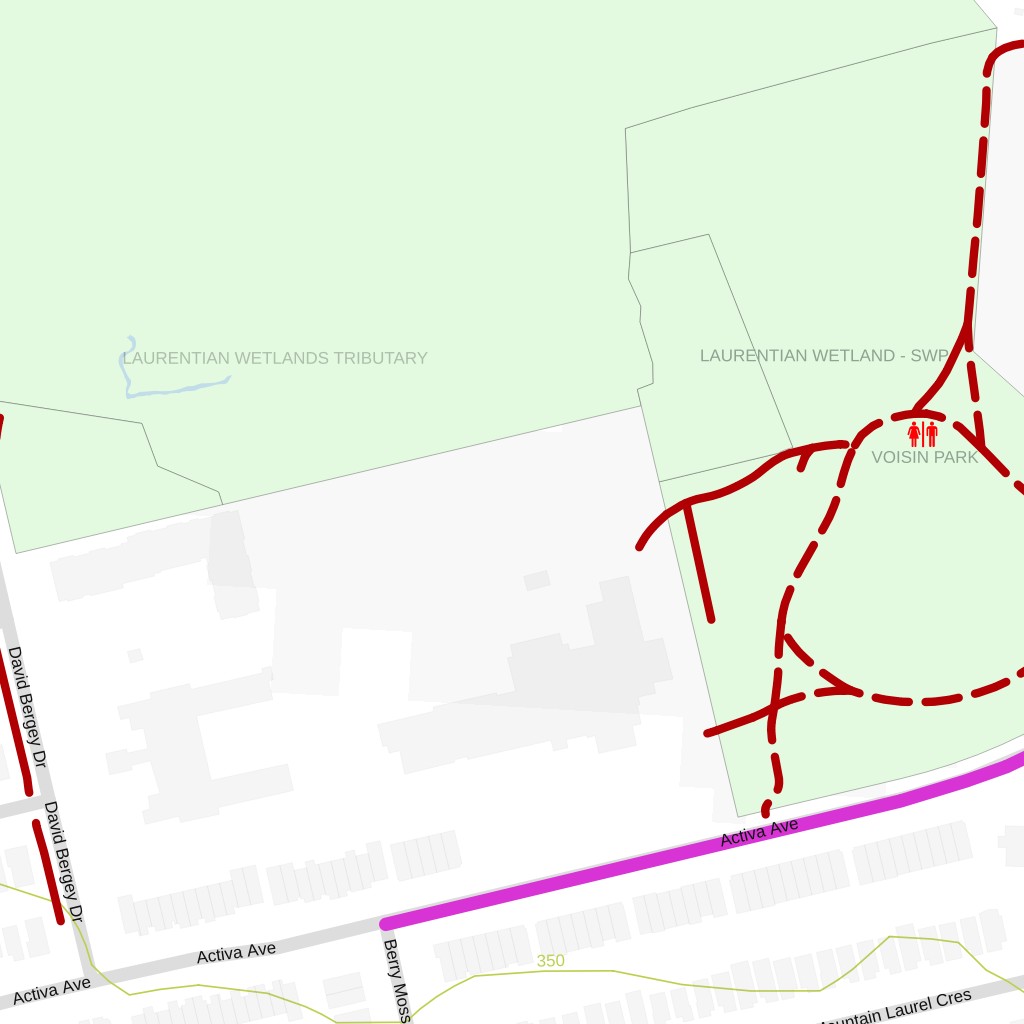 LAURENTIAN WETLAND - SWP
LAURENTIAN WETLANDS TRIBUTARY
VOISIN PARK
David Bergey Dr
David Bergey Dr
Activa Ave
Activa Ave
Activa Ave
Berry Moss
350
Mountain Laurel Cres